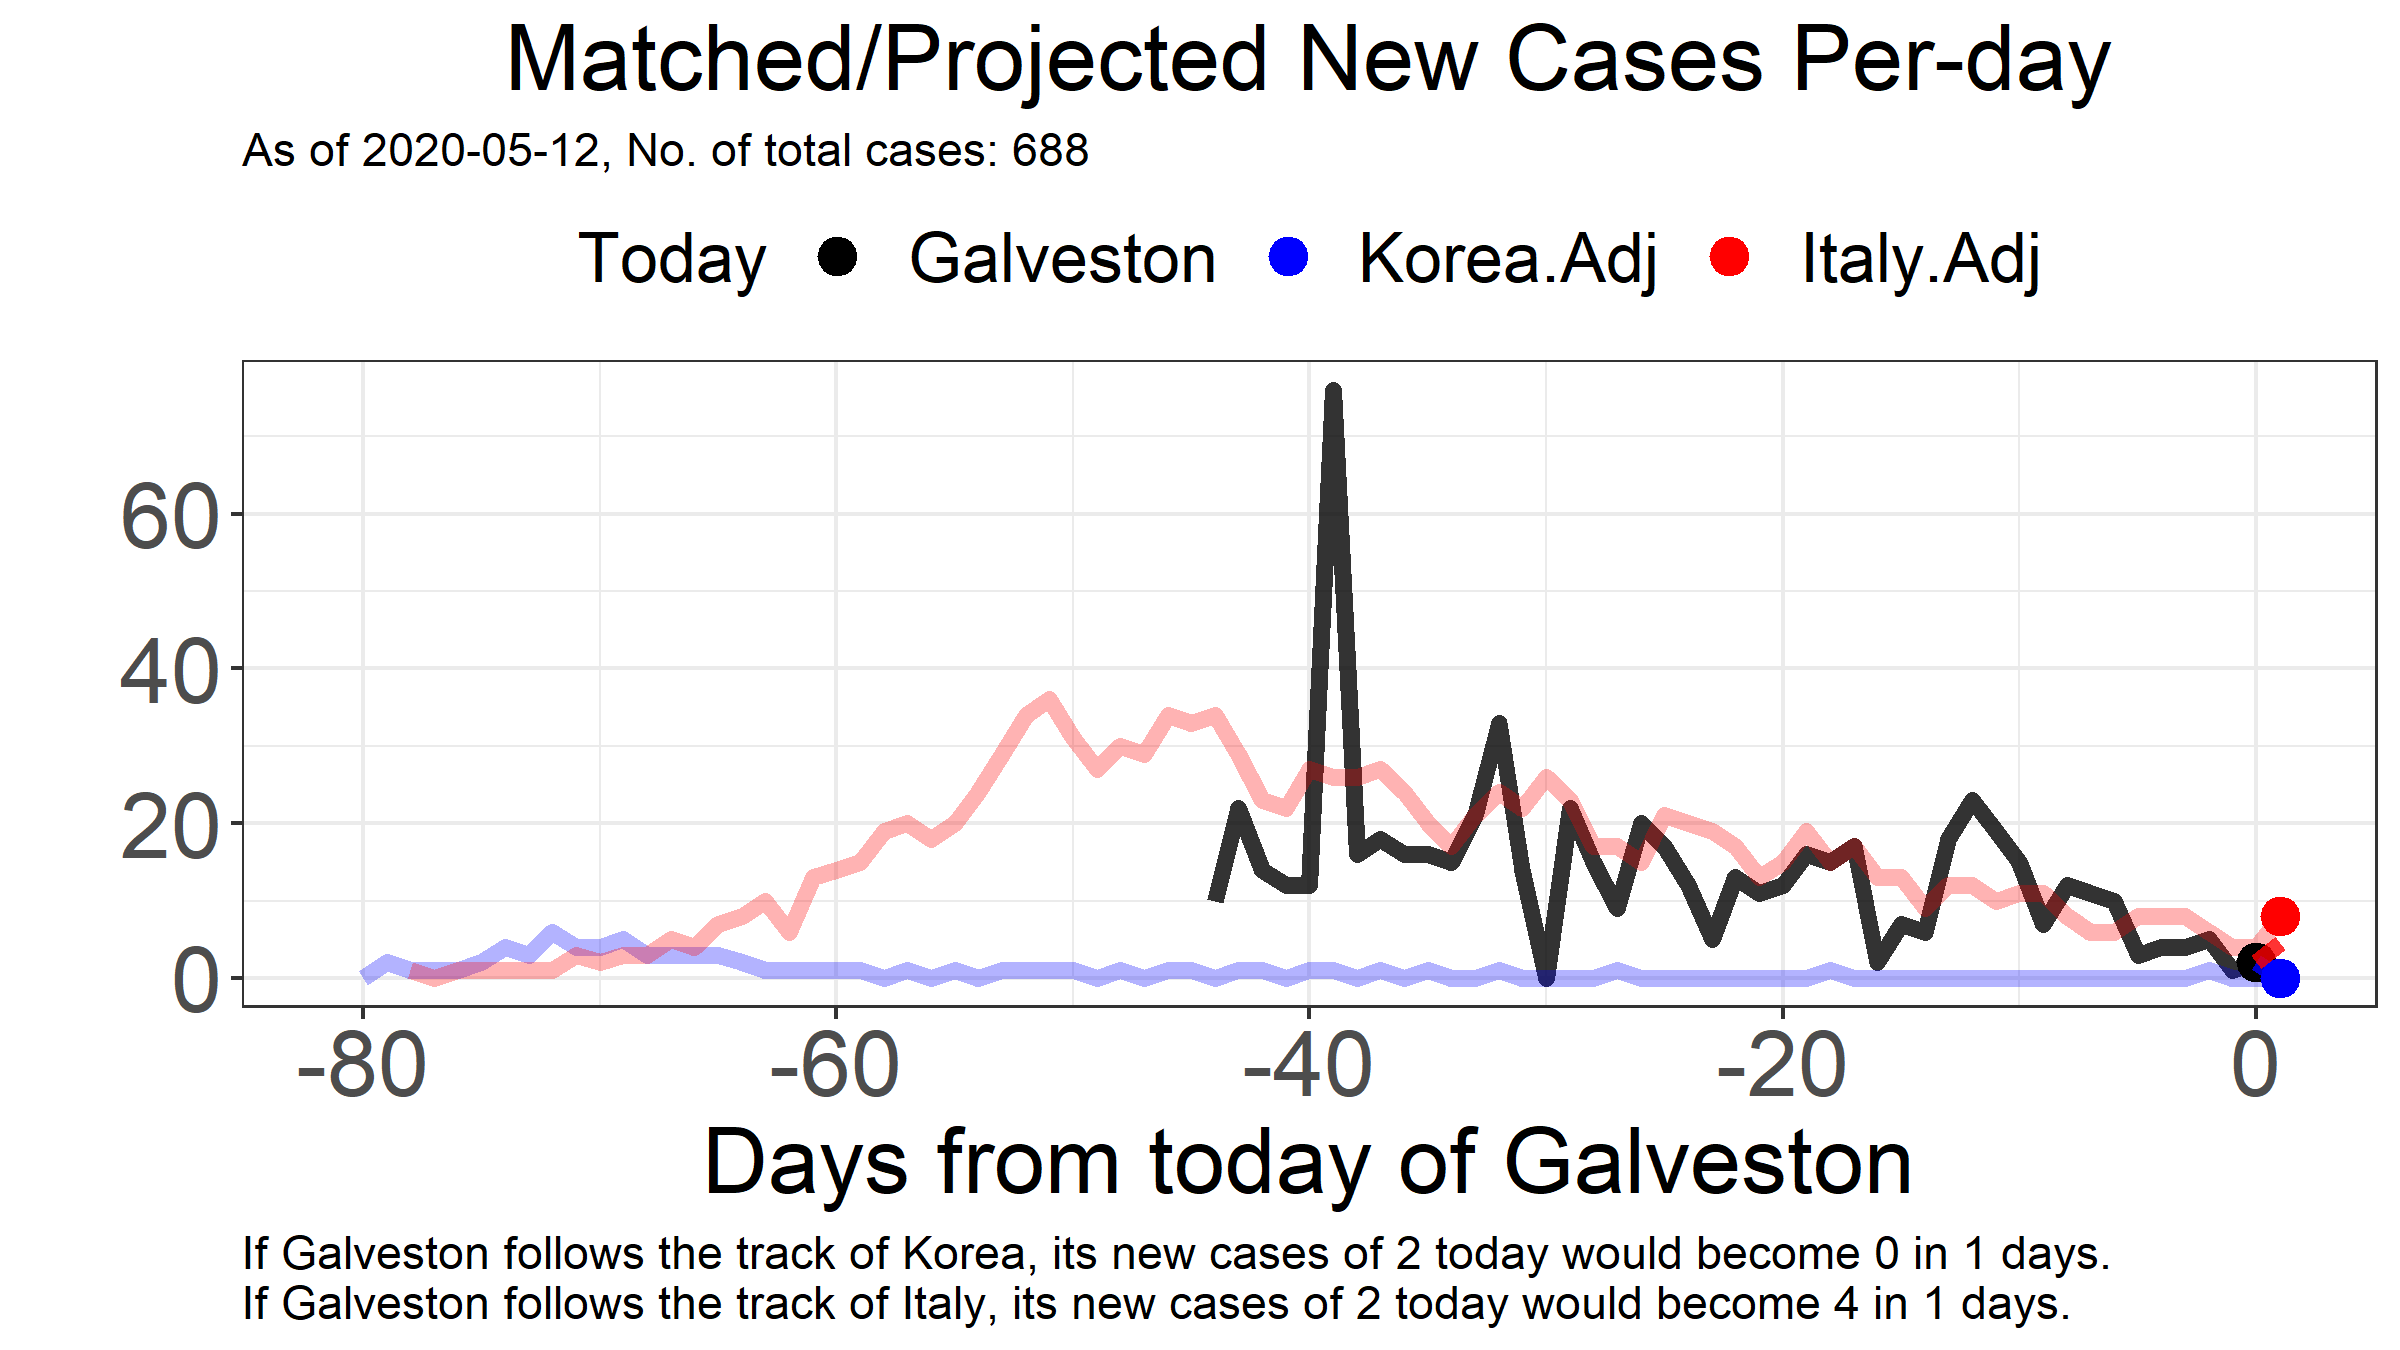 Matched/Projected New Cases Per-day
As of 2020-05-12, No. of total cases: 688
Today Galveston Korea.Adj Italy.Adj
60
40
20
0
-80 -60 -40 -20 0
Days from today of Galveston
If Galveston follows the track of Korea, its new cases of 2 today would become 0 in 1 days.
If Galveston follows the track of Italy, its new cases of 2 today would become 4 in 1 days.